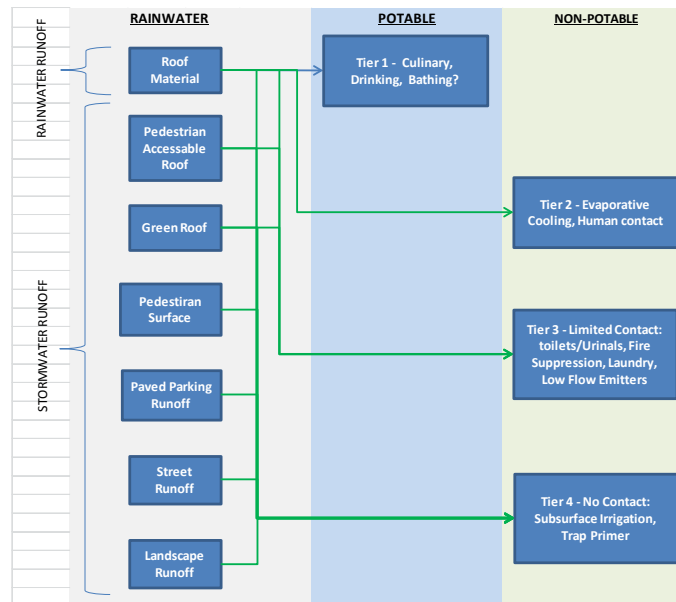 RAINWATER
POTABLE
NON-POTABLE
RAINWATER RUNOFF
STORMWATER RUNOFF
Roof
Material
Pedestrian
Accessable
Roof
Green Roof
Pedestiran
Surface
Paved Parking
Runoff
Street
Runoff
Landscape
Runoff
Tier 1 - Culinary,
Drinking, Bathing?
Tier 2 - Evaporative
Cooling, Human contact
Tier 3 - Limited Contact:
toilets/Urinals, Fire
Suppression, Laundry,
Low Flow Emitters
Tier 4 - No Contact:
Subsurface Irrigation,
Trap Primer